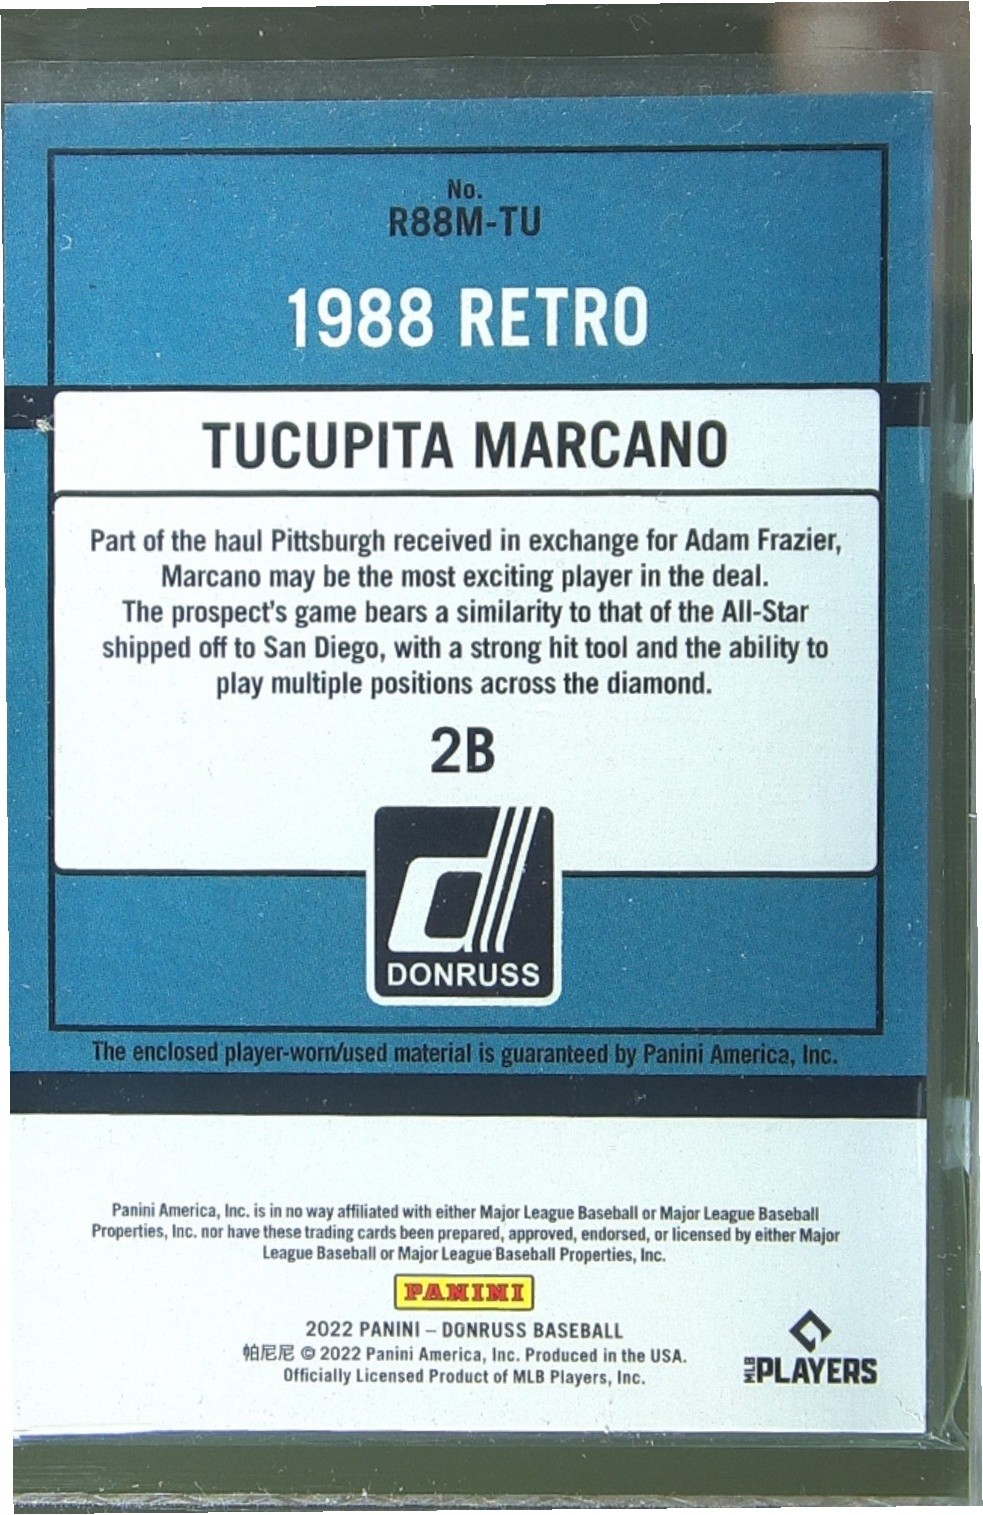 No.
R88M-TU
1988 RETRO
TUCUPITA MARCANO
Part of the haul Pittsburgh received in exchange for Adam Frazier,
Marcano may be the most exciting player in the deal.
The prospect's game bears a similarity to that of the All-Star
shipped off to San Diego, with a strong hit tool and the ability to
play multiple positions across the diamond.
2B
d
DONRUSS
The enclosed player-worn/used material is guaranteed by Panini America, Inc.
Panini America, Inc. is in no way affiliated with either Major League Baseball or Major League Baseball
Properties, Inc. nor have these trading cards been prepared, approved, endorsed, or licensed by either Major
League Baseball or Major League Baseball Properties, Inc.
PANINI
2022 PANINI – DONRUSS BASEBALL
帕尼尼 © 2022 Panini America, Inc. Produced in the USA.
Officially Licensed Product of MLB Players, Inc.
MLB PLAYERS